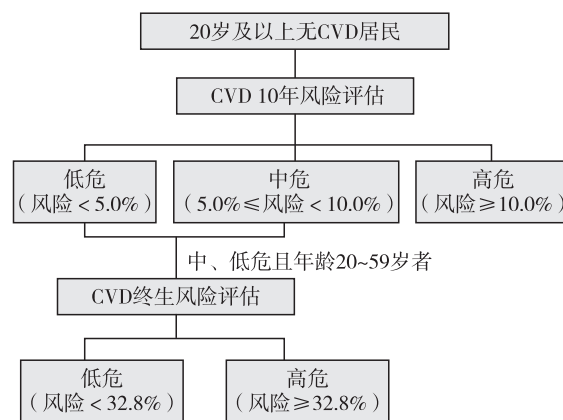 20岁及以上无CVD居民
CVD 10年风险评估
低危
（风险＜5.0%）
中危
（5.0%≤风险＜10.0%）
高危
（风险≥10.0%）
中、低危且年龄20~59岁者
CVD终生风险评估
低危
（风险＜32.8%）
高危
（风险≥32.8%）